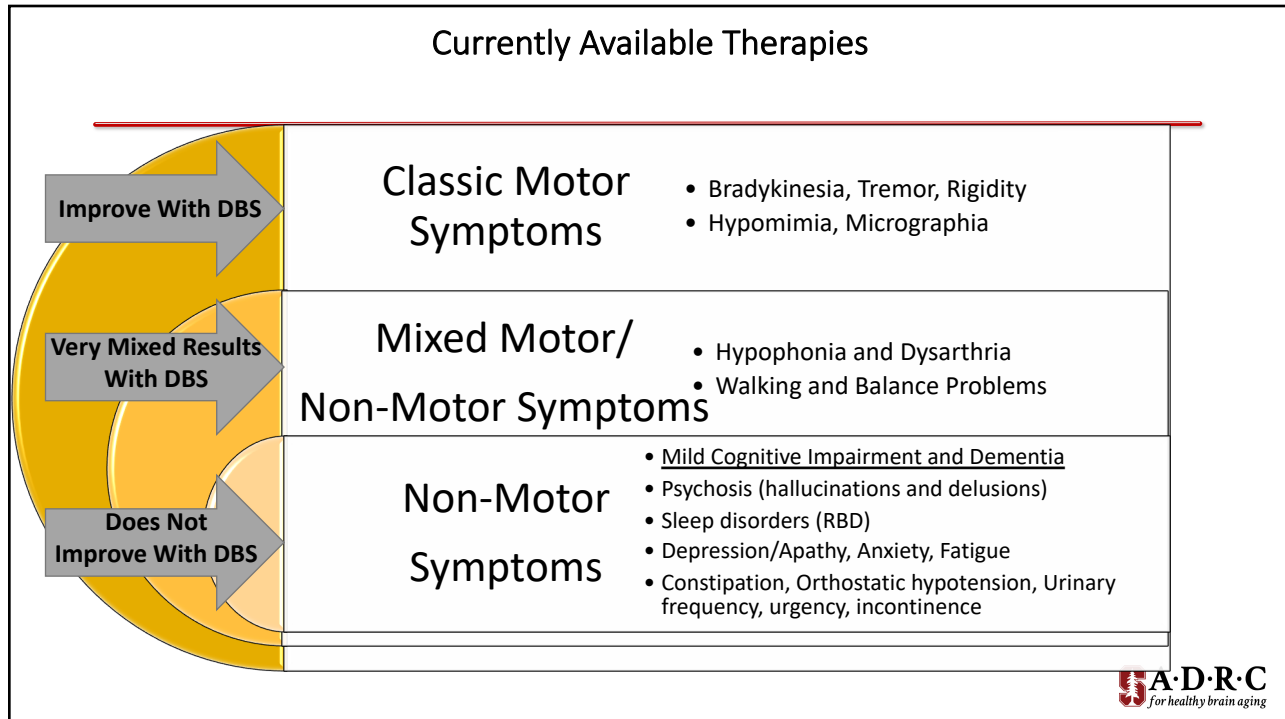 Currently Available Therapies
Improve With DBS
Classic Motor
Symptoms
• Bradykinesia, Tremor, Rigidity
• Hypomimia, Micrographia
Very Mixed Results
With DBS
Mixed Motor/
Non-Motor Symptoms
• Hypophonia and Dysarthria
• Walking and Balance Problems
Does Not
Improve With DBS
Non-Motor
Symptoms
• Mild Cognitive Impairment and Dementia
• Psychosis (hallucinations and delusions)
• Sleep disorders (RBD)
• Depression/Apathy, Anxiety, Fatigue
• Constipation, Orthostatic hypotension, Urinary
frequency, urgency, incontinence
A·D·R·C
for healthy brain aging